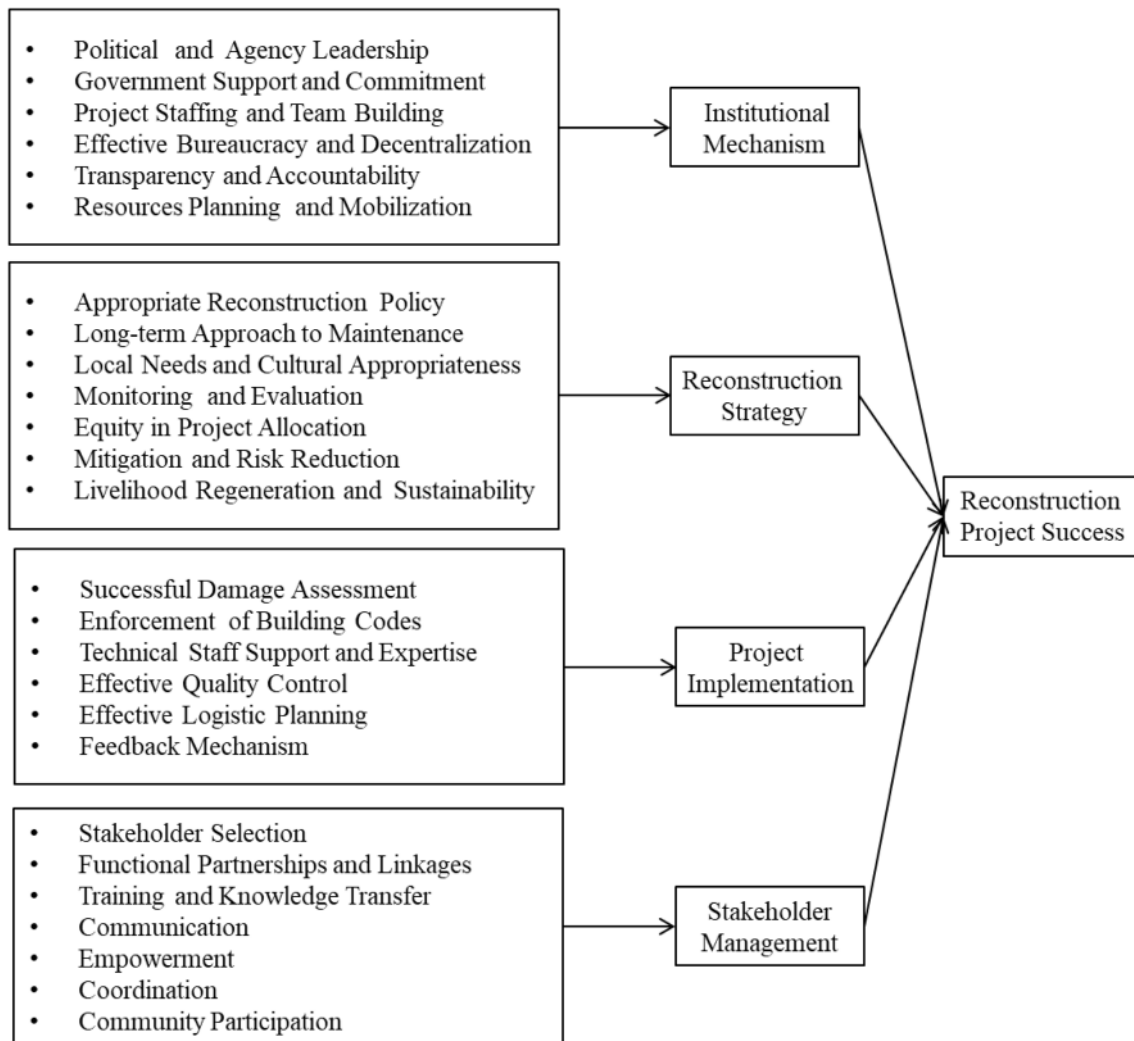 • Political and Agency Leadership
• Government Support and Commitment
• Project Staffing and Team Building
• Effective Bureaucracy and Decentralization
• Transparency and Accountability
• Resources Planning and Mobilization
Institutional
Mechanism
• Appropriate Reconstruction Policy
• Long-term Approach to Maintenance
• Local Needs and Cultural Appropriateness
• Monitoring and Evaluation
• Equity in Project Allocation
• Mitigation and Risk Reduction
• Livelihood Regeneration and Sustainability
Reconstruction
Strategy
• Successful Damage Assessment
• Enforcement of Building Codes
• Technical Staff Support and Expertise
• Effective Quality Control
• Effective Logistic Planning
• Feedback Mechanism
Project
Implementation
• Stakeholder Selection
• Functional Partnerships and Linkages
• Training and Knowledge Transfer
• Communication
• Empowerment
• Coordination
• Community Participation
Stakeholder
Management
Reconstruction
Project Success